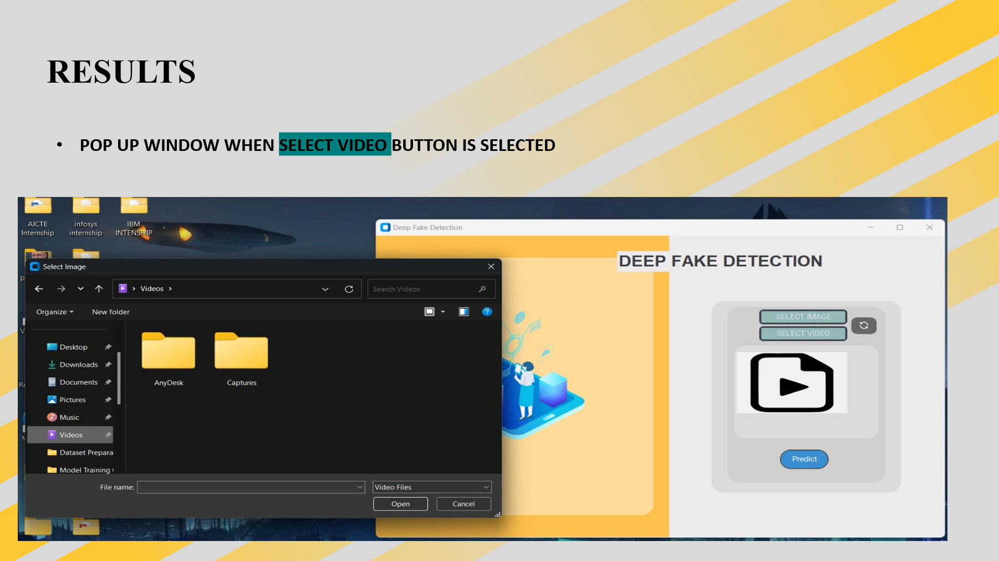 RESULTS
• POP UP WINDOW WHEN SELECT VIDEO BUTTON IS SELECTED
AICTE Internship
infosys internship
IBM INTENSHIP
Deep Fake Detection
DEEP FAKE DETECTION
Select Image
Videos
Search Videos
Organize
New folder
SELECT IMAGE
SELECT VIDEO
Desktop
Downloads
Documents
Pictures
Music
Videos
Dataset Prepara
Model Training
AnyDesk
Captures
Predict
File name:
Video Files
Open
Cancel